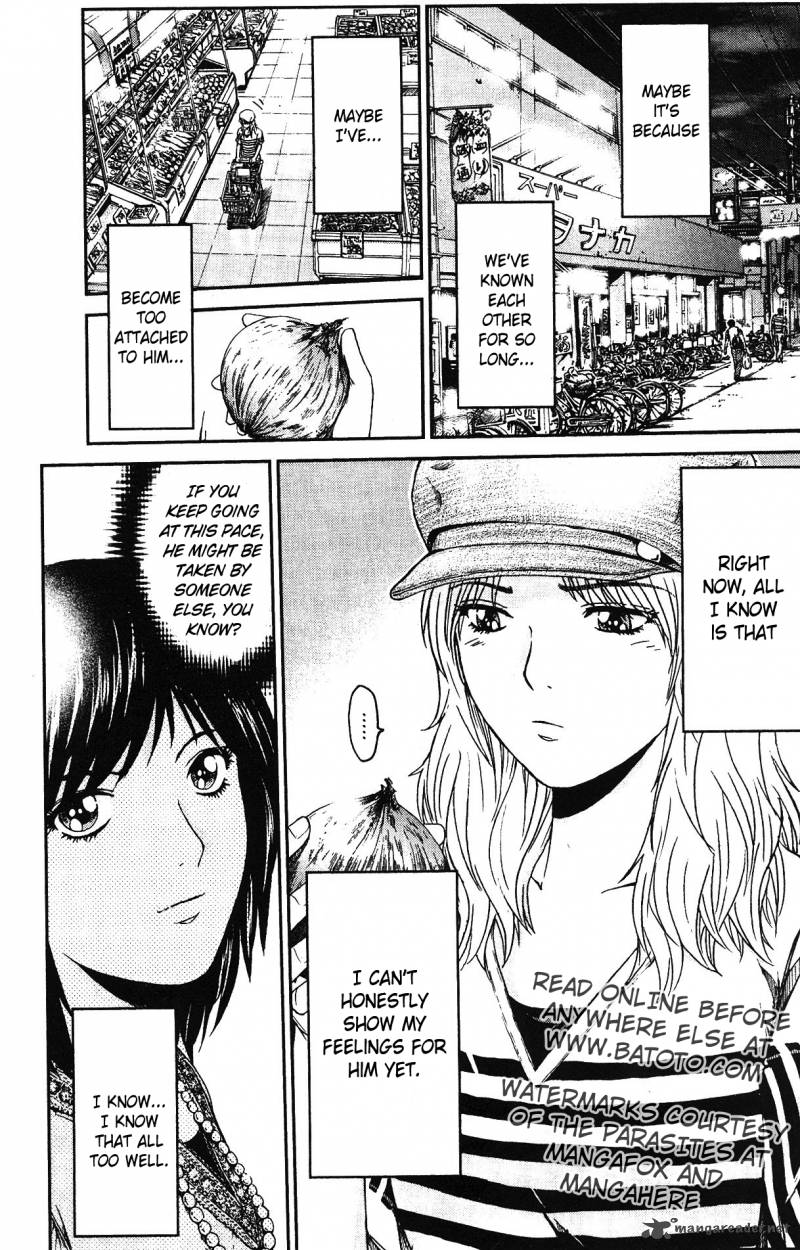 MAYBE
IT'S
BECAUSE
スーパー
ヲナカ
WE'VE
KNOWN
EACH
OTHER
FOR SO
LONG...
MAYBE
I'VE...
BECOME
TOO
ATTACHED
TO HIM...
RIGHT
NOW, ALL
I KNOW
IS THAT
......
I CAN'T
HONESTLY
SHOW MY
FEELINGS FOR
HIM YET.
IF YOU
KEEP GOING
AT THIS PACE,
HE MIGHT BE
TAKEN BY
SOMEONE
ELSE, YOU
KNOW?
I KNOW...
I KNOW
THAT ALL
TOO WELL.
READ ONLINE BEFORE
ANYWHERE ELSE AT
WWW.BATOTO.COM
WATERMARKS COURTESY
OF THE PARASITES AT
MANGAFOX AND
MANGAHERE
mangarcade.net